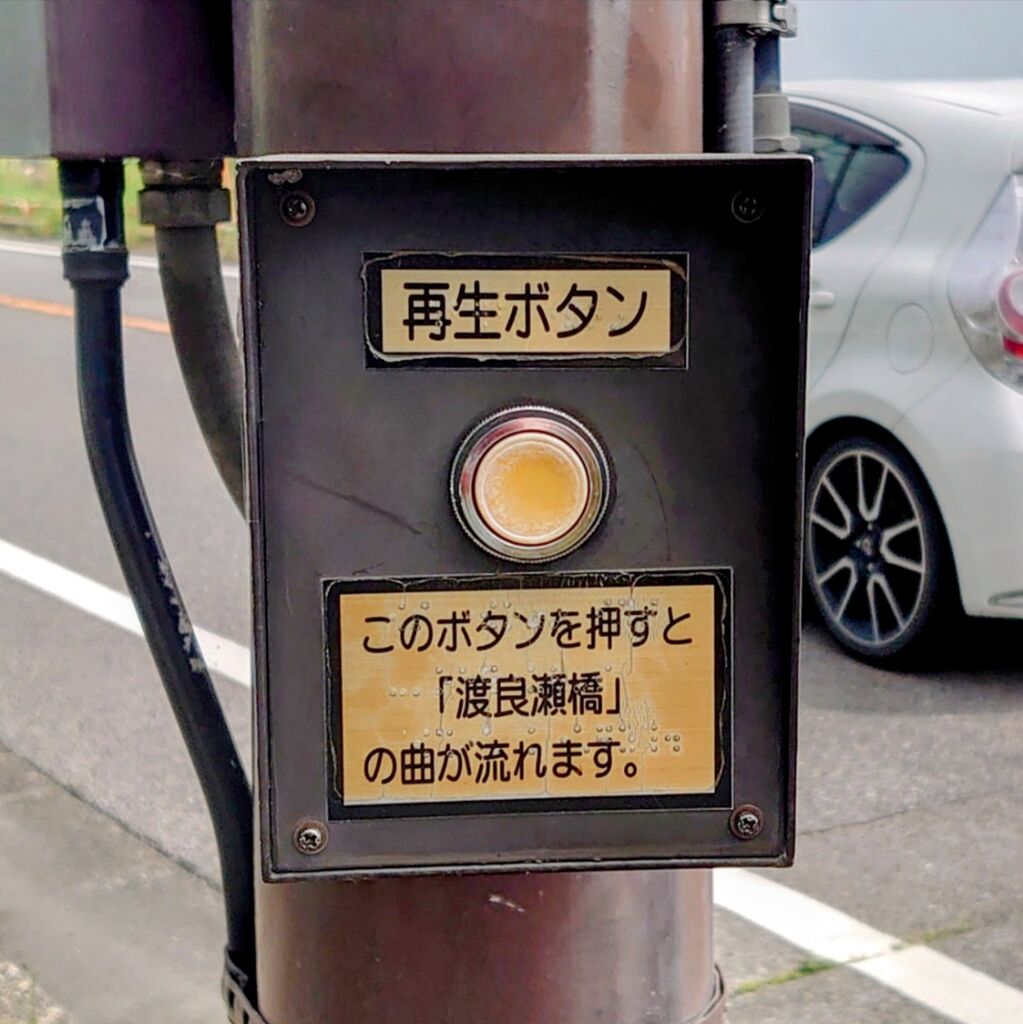 再生ボタン
このボタンを押すと
「渡良瀬橋」
の曲が流れます。